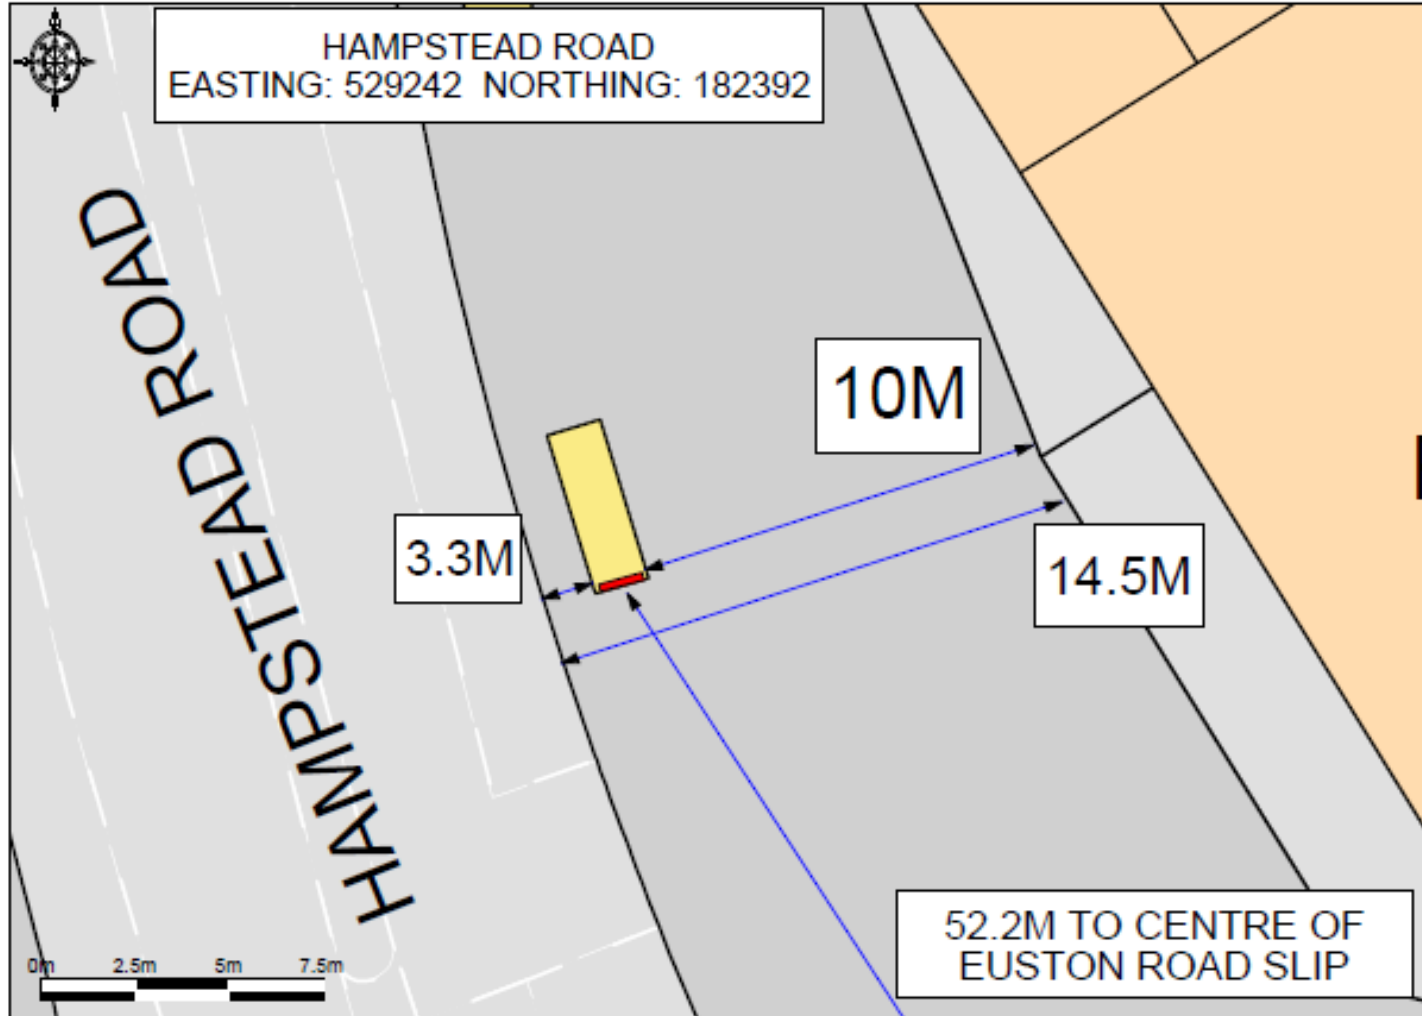 HAMPSTEAD ROAD
EASTING: 529242 NORTHING: 182392
HAMPSTEAD ROAD
10M
3.3M
14.5M
52.2M TO CENTRE OF
EUSTON ROAD SLIP
0m 2.5m 5m 7.5m